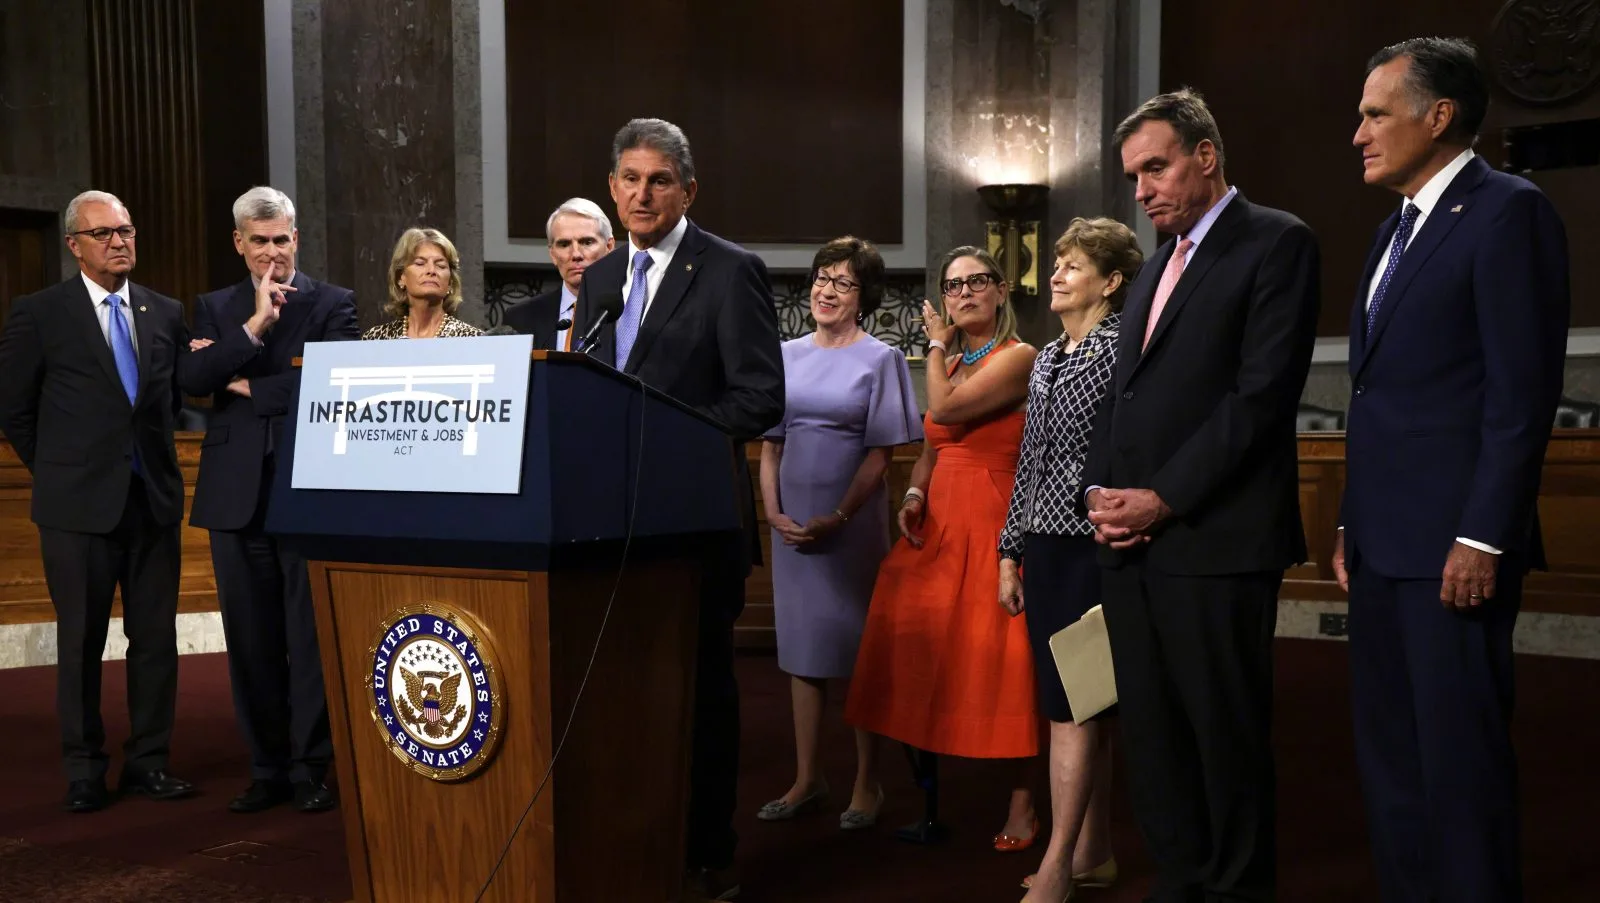 INFRASTRUCTURE
INVESTMENT & JOBS
ACT
UNITED STATES
SENATE